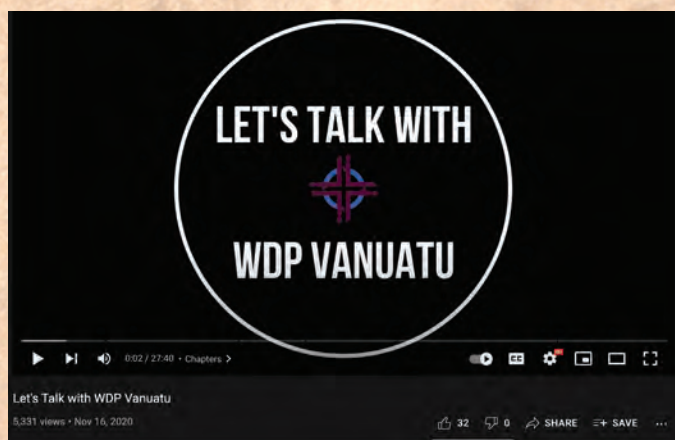 LET'S TALK WITH
WDP VANUATU
0:02 / 27:40 • Chapters >
CC
Let's Talk with WDP Vanuatu
5,331 views • Nov 16, 2020
32
0
SHARE
SAVE